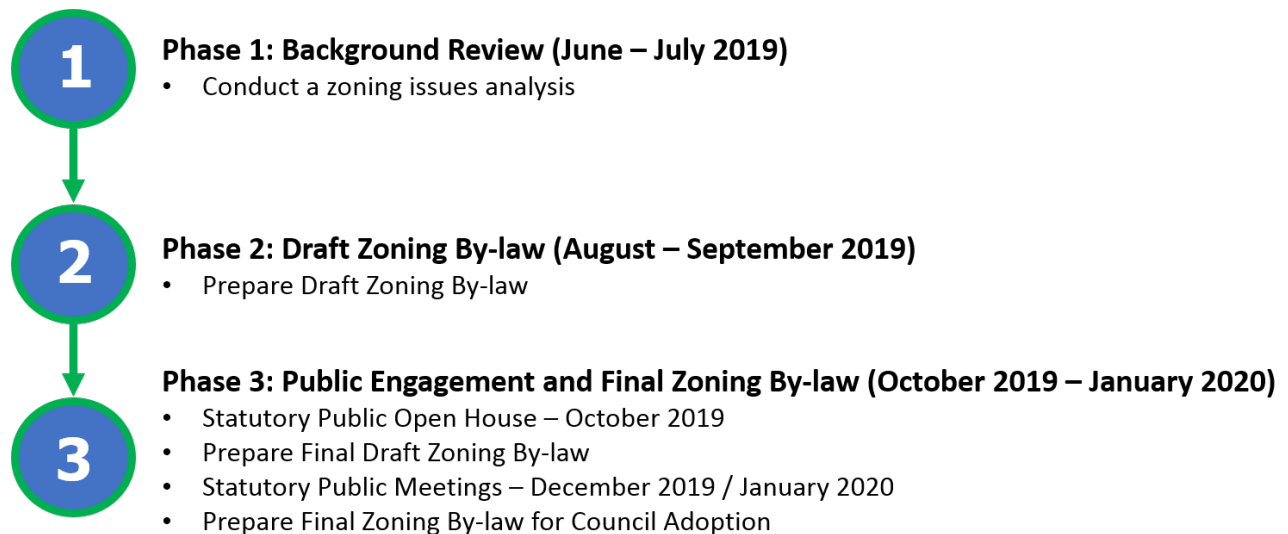 1
Phase 1: Background Review (June – July 2019)
• Conduct a zoning issues analysis
2
Phase 2: Draft Zoning By-law (August – September 2019)
• Prepare Draft Zoning By-law
3
Phase 3: Public Engagement and Final Zoning By-law (October 2019 – January 2020)
• Statutory Public Open House – October 2019
• Prepare Final Draft Zoning By-law
• Statutory Public Meetings – December 2019 / January 2020
• Prepare Final Zoning By-law for Council Adoption